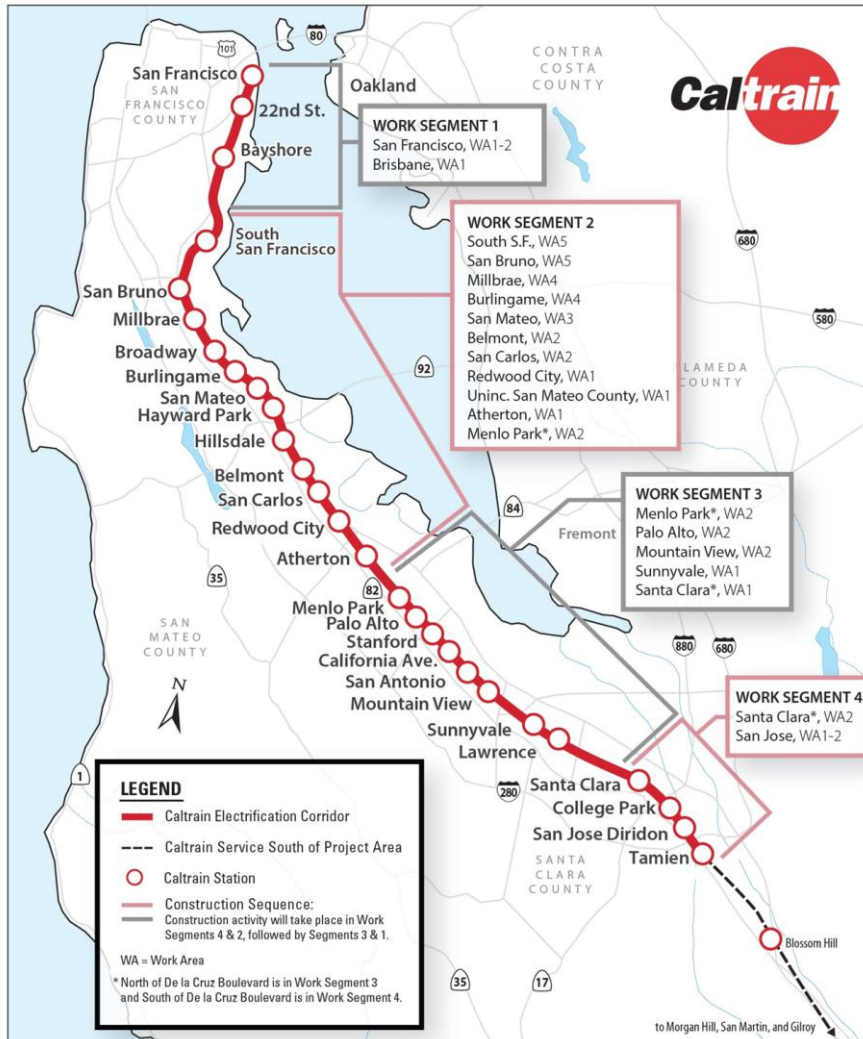 Caltrain
101
80
San Francisco
SAN
FRANCISCO
COUNTY
22nd St.
Bayshore
South
San Francisco
San Bruno
Millbrae
Broadway
Burlingame
San Mateo
Hayward Park
Hillsdale
Belmont
San Carlos
Redwood City
Atherton
Menlo Park
Palo Alto
Stanford
California Ave.
San Antonio
Mountain View
Sunnyvale
Lawrence
Santa Clara
College Park
San Jose Diridon
Tamien
Blossom Hill
to Morgan Hill, San Martin, and Gilroy
Oakland
CONTRA
COSTA
COUNTY
WORK SEGMENT 1
San Francisco, WA1-2
Brisbane, WA1
WORK SEGMENT 2
South S.F., WA5
San Bruno, WA5
Millbrae, WA4
Burlingame, WA4
San Mateo, WA3
Belmont, WA2
San Carlos, WA2
Redwood City, WA1
Uninc. San Mateo County, WA1
Atherton, WA1
Menlo Park*, WA2
680
580
92
ALAMEDA
COUNTY
WORK SEGMENT 3
Menlo Park*, WA2
Palo Alto, WA2
Mountain View, WA2
Sunnyvale, WA1
Santa Clara*, WA1
84
Fremont
880
680
WORK SEGMENT 4
Santa Clara*, WA2
San Jose, WA1-2
35
82
SAN
MATEO
COUNTY
N
1
280
SANTA
CLARA
COUNTY
35
17
LEGEND
Caltrain Electrification Corridor
Caltrain Service South of Project Area
Caltrain Station
Construction Sequence:
Construction activity will take place in Work
Segments 4 & 2, followed by Segments 3 & 1.
WA = Work Area
* North of De la Cruz Boulevard is in Work Segment 3
and South of De la Cruz Boulevard is in Work Segment 4.